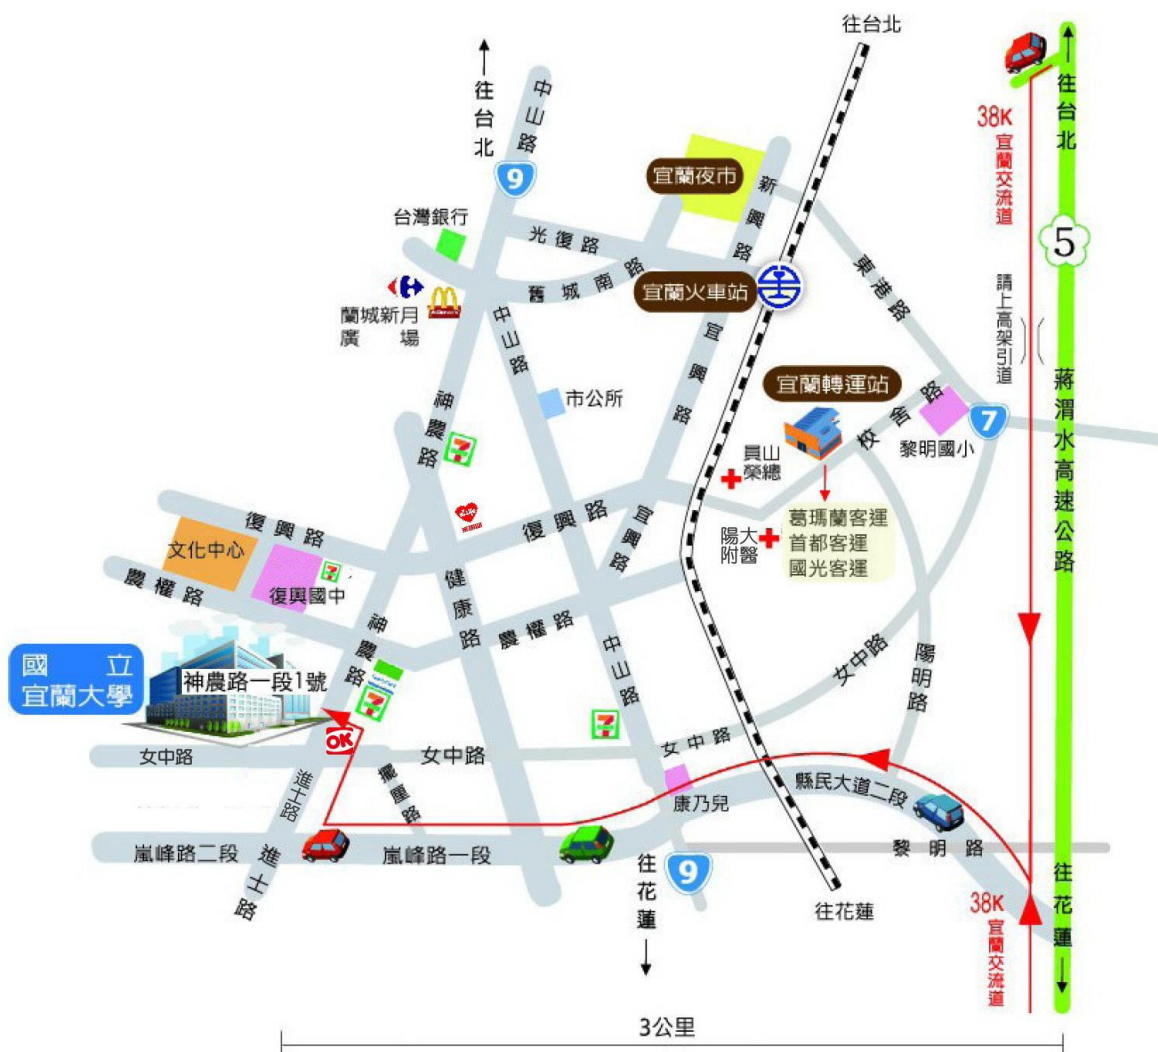 往台北
往台北
中山路
9
宜蘭夜市
新興路
38K
宜蘭交流道
往台北
台灣銀行
光復路
舊城南路
宜蘭火車站
東港路
5
蘭城新月
廣場
中山路
宜興路
請上高架引道
宜蘭轉運站
市公所
校舍路
黎明國小
7
蔣渭水高速公路
神農路
員山
榮總
復興路
復興路
宜興路
陽大
附醫
葛瑪蘭客運
首都客運
國光客運
文化中心
復興國中
農權路
健康路
農權路
中山路
女中路
陽明路
國立
宜蘭大學
神農路一段1號
神農路
OK
女中路
女中路
女中路
進士路
擺厘路
康乃兒
縣民大道二段
嵐峰路二段
嵐峰路一段
黎明路
進士路
往花蓮
9
往花蓮
38K
宜蘭交流道
往花蓮
3公里